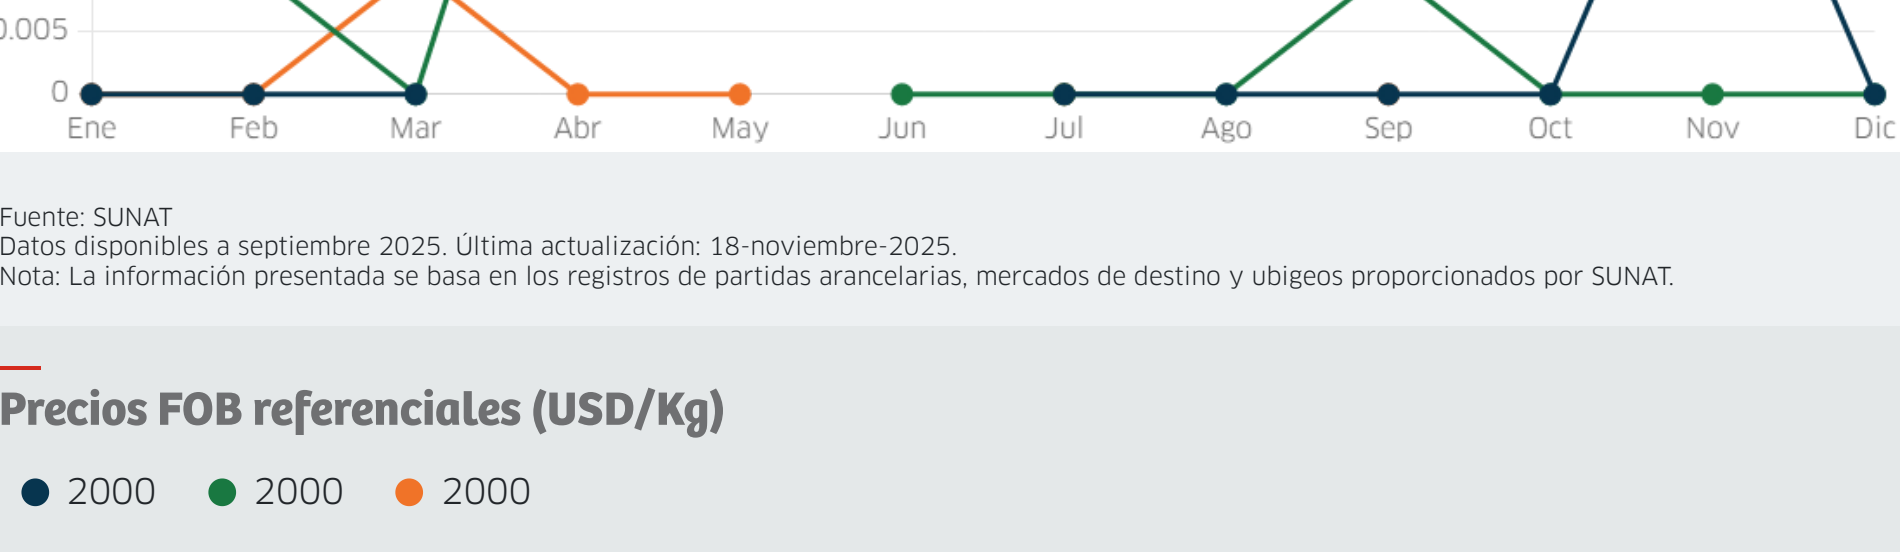 0.005
0
Ene Feb Mar Abr May Jun Jul Ago Sep Oct Nov Dic
Fuente: SUNAT
Datos disponibles a septiembre 2025. Última actualización: 18-noviembre-2025.
Nota: La información presentada se basa en los registros de partidas arancelarias, mercados de destino y ubigeos proporcionados por SUNAT.
Precios FOB referenciales (USD/Kg)
2000 2000 2000